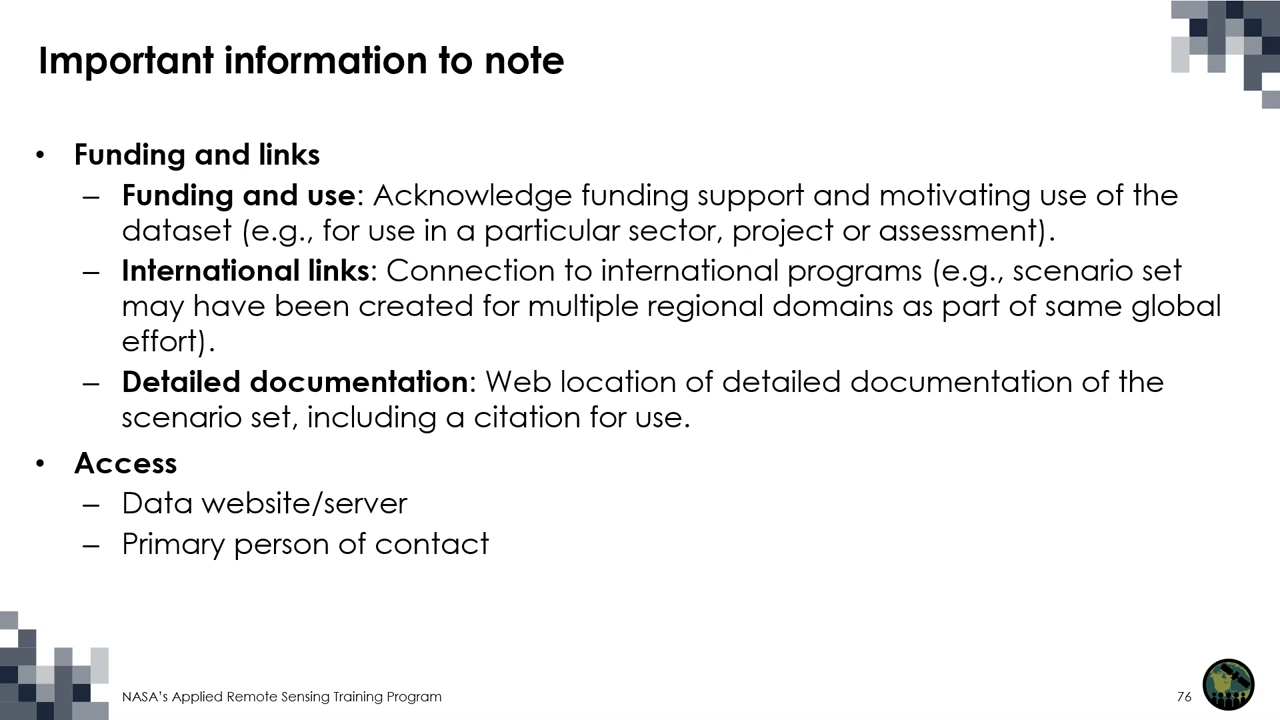 Important information to note
• Funding and links
– Funding and use: Acknowledge funding support and motivating use of the
dataset (e.g., for use in a particular sector, project or assessment).
– International links: Connection to international programs (e.g., scenario set
may have been created for multiple regional domains as part of same global
effort).
– Detailed documentation: Web location of detailed documentation of the
scenario set, including a citation for use.
• Access
– Data website/server
– Primary person of contact
NASA's Applied Remote Sensing Training Program
76